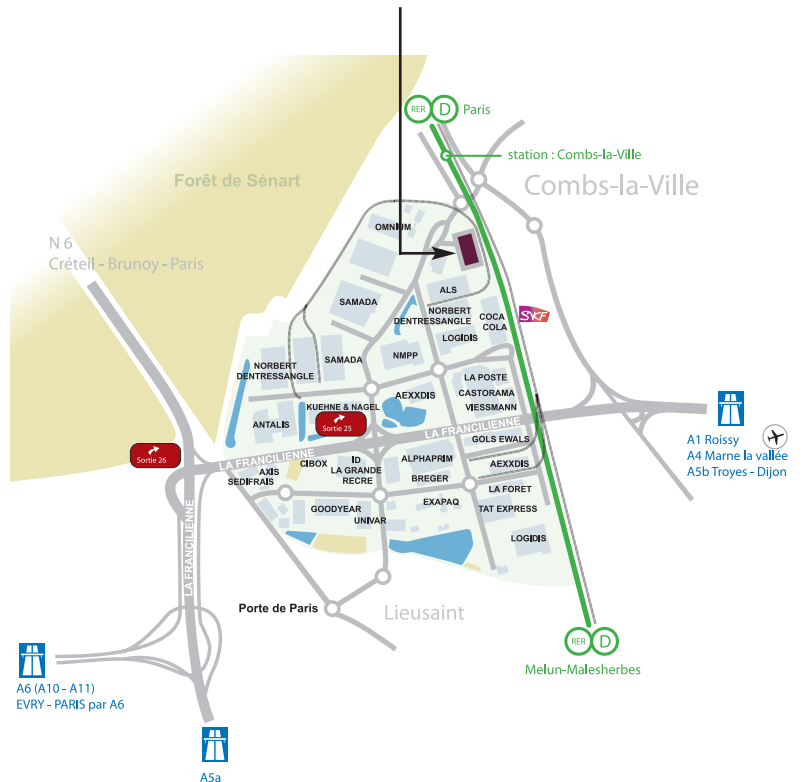 RER D Paris
station : Combs-la-Ville
Combs-la-Ville
Forêt de Sénart
N 6
Créteil - Brunoy - Paris
OMNIUM
ALS
SAMADA
NORBERT
DENTRESSANGLE
COCA
COLA
SNCF
LOGIDIS
NMPP
SAMADA
NORBERT
DENTRESSANGLE
LA POSTE
CASTORAMA
VIESSMANN
AEXXDIS
KUEHNE & NAGEL
Sortie 25
ANTALIS
LA FRANCILIENNE
GOLS EWALS
A1 Roissy
A4 Marne la vallée
A5b Troyes - Dijon
Sortie 26
LA FRANCILIENNE
CIBOX
ID
LA GRANDE
RECRE
ALPHAPRIM
BREGER
AEXXDIS
AXIS
SEDIFRAIS
LA FORET
EXAPAQ
TAT EXPRESS
GOODYEAR
UNIVAR
LOGIDIS
LA FRANCILIENNE
Porte de Paris
Lieusaint
RER D
Melun-Malesherbes
A6 (A10 - A11)
EVRY - PARIS par A6
A5a